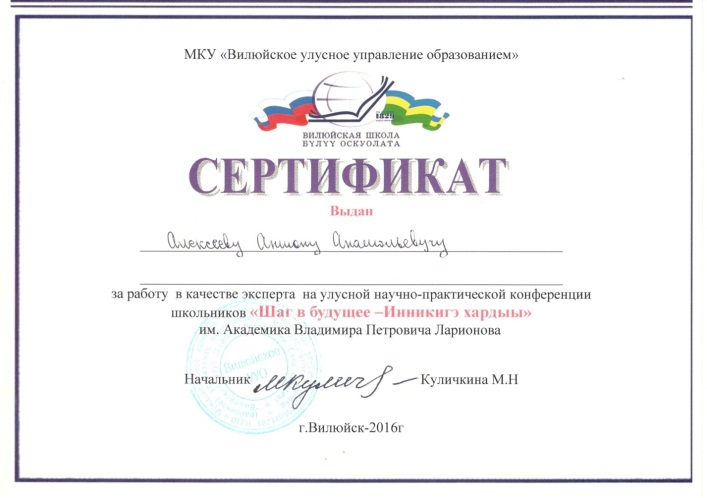 МКУ «Вилюйское улусное управление образованием»
1829
ВИЛЮЙСКАЯ ШКОЛА
БҮЛҮҮ ОСКУОЛАТА
СЕРТИФИКАТ
Выдан
Алексееву Антону Анатольевичу
за работу в качестве эксперта на улусной научно-практической конференции
школьников «Шаг в будущее –Инникигэ хардыы»
им. Академика Владимира Петровича Ларионова
Вилюйское
Начальник Куличкина М.Н
г.Вилюйск-2016г